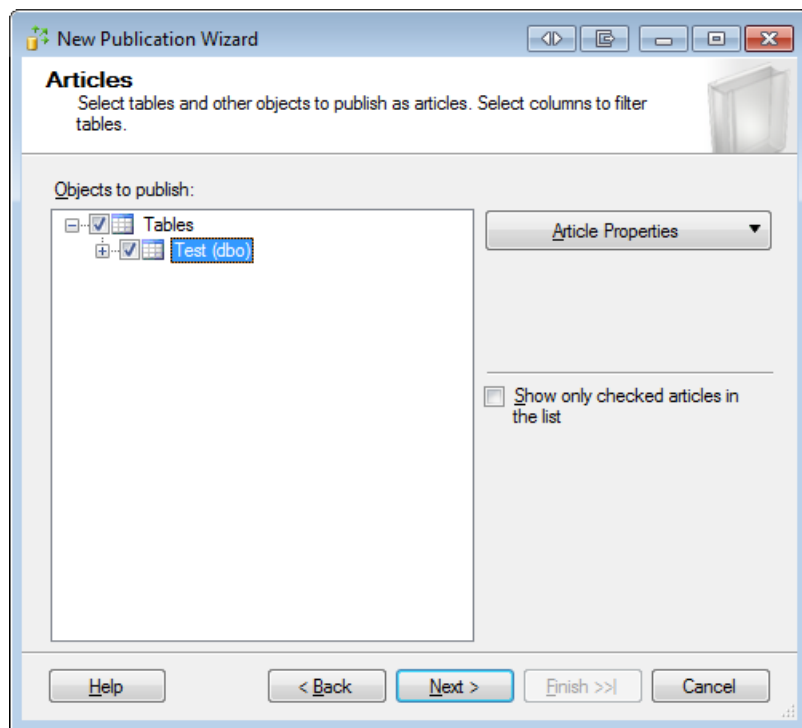 New Publication Wizard
Articles
Select tables and other objects to publish as articles. Select columns to filter
tables.
Objects to publish:
Tables
Test (dbo)
Article Properties
Show only checked articles in
the list
Help
< Back
Next >
Finish >>|
Cancel